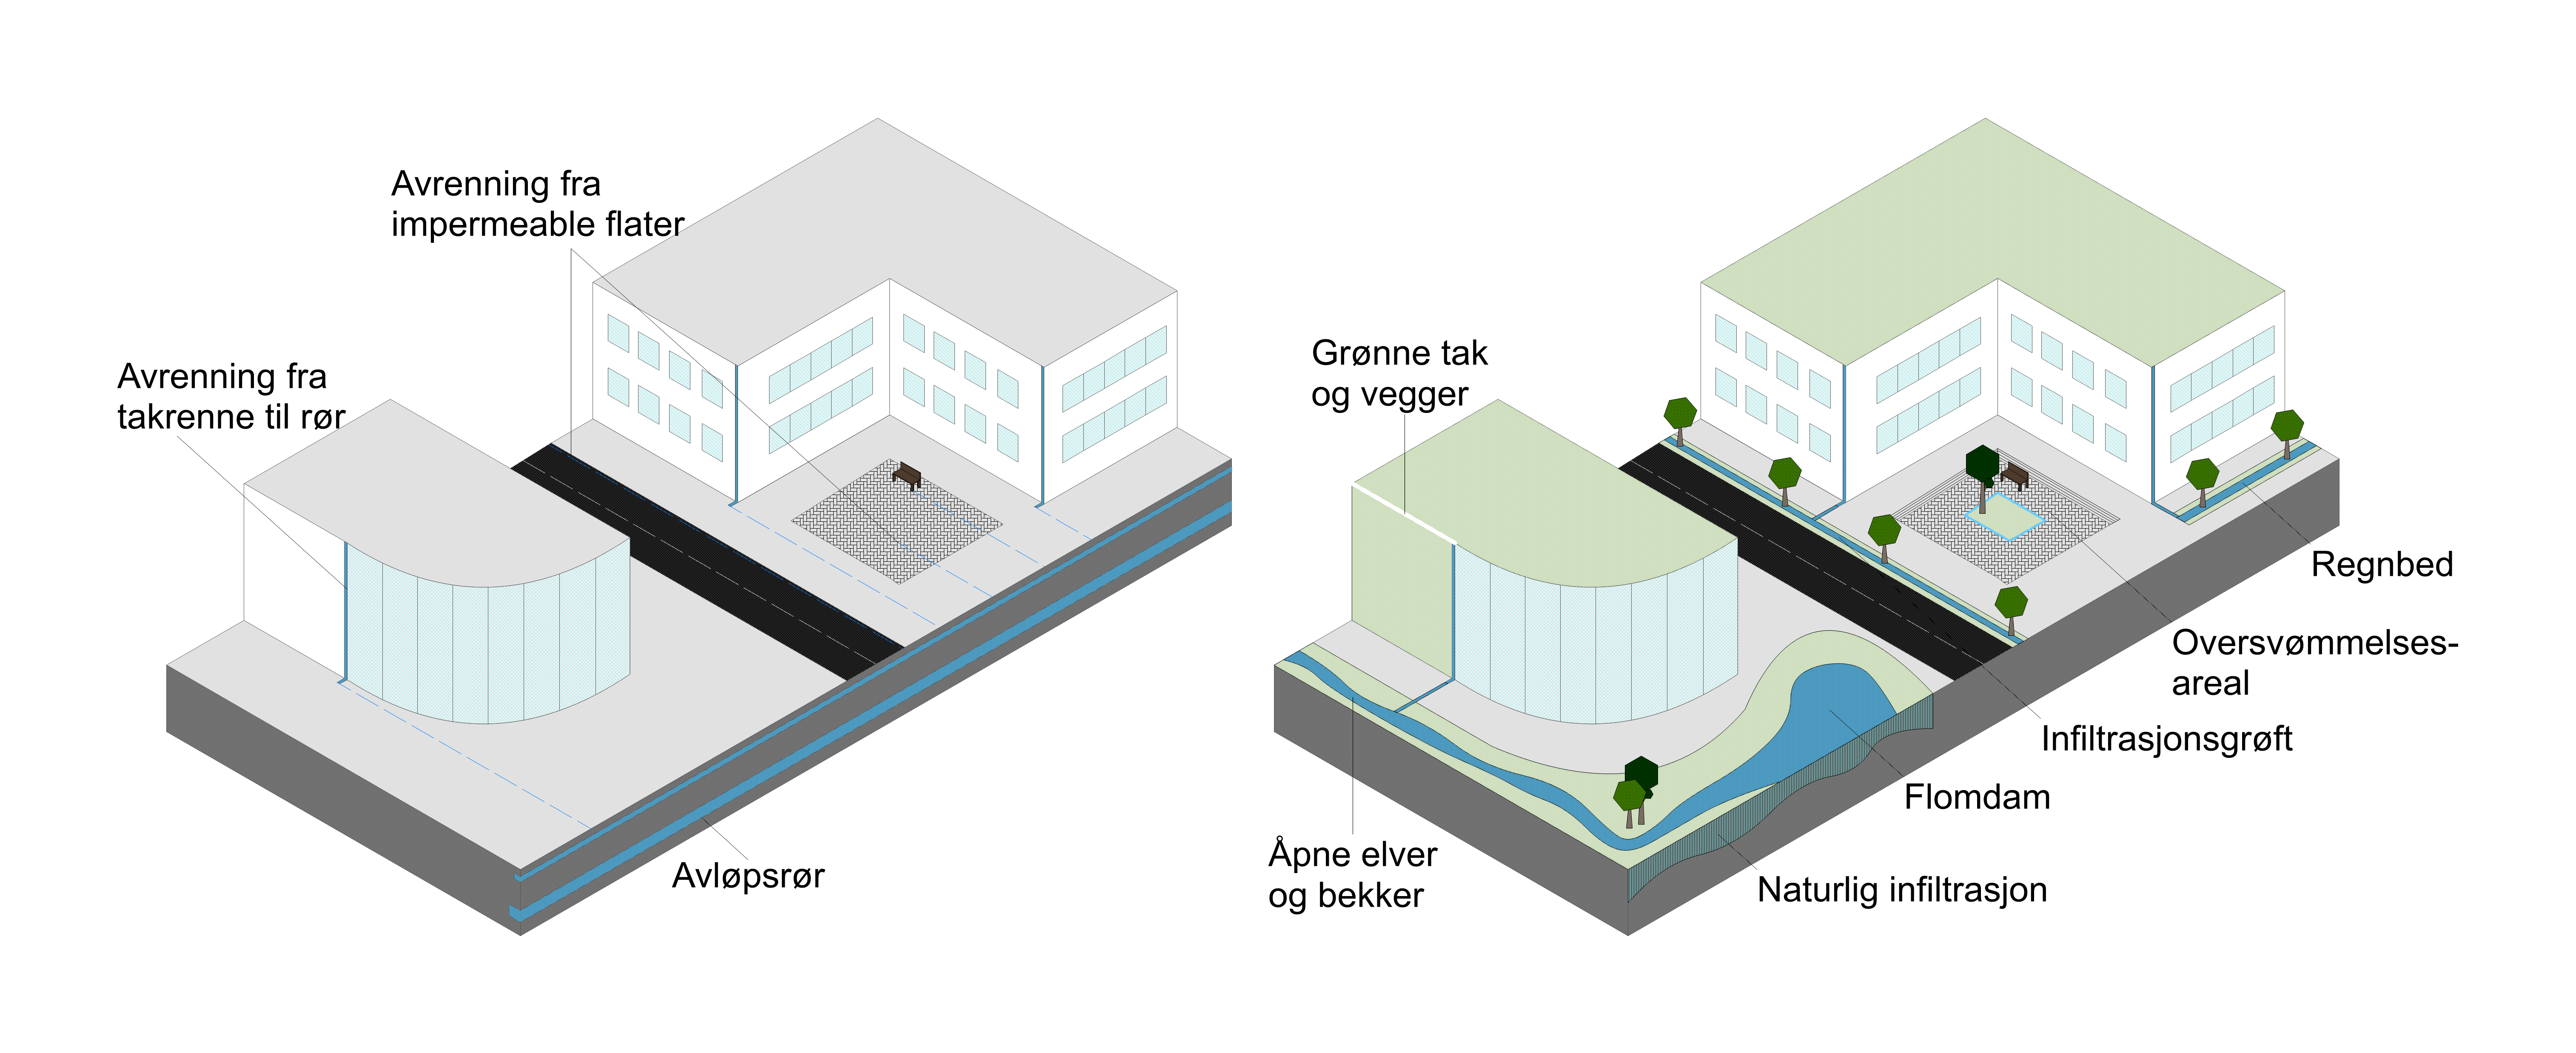 Avrenning fra
impermeable flater
Avrenning fra
takrenne til rør
Avløpsrør
Grønne tak
og vegger
Regnbed
Oversvømmelses-
areal
Infiltrasjonsgrøft
Flomdam
Åpne elver
og bekker
Naturlig infiltrasjon